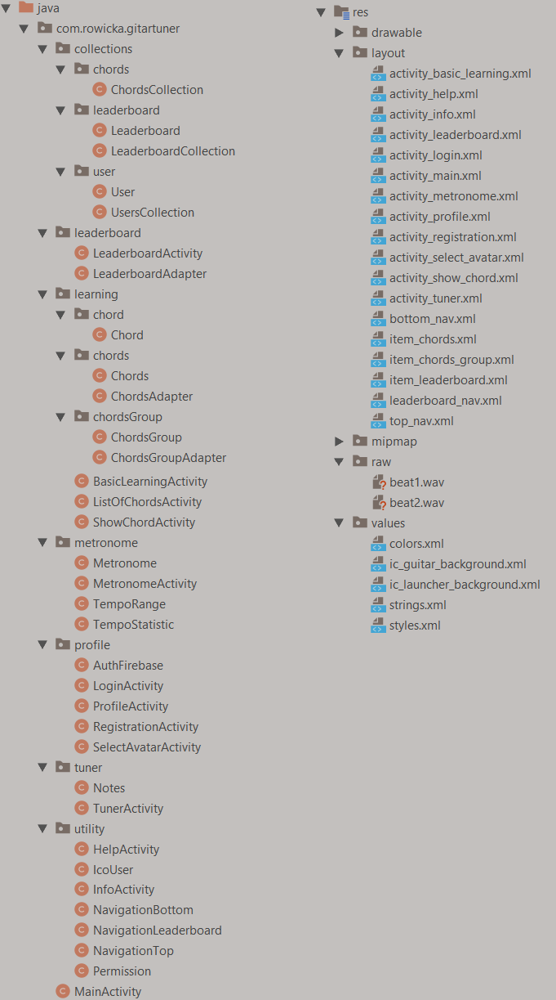 java
com.rowicka.gitartuner
collections
chords
ChordsCollection
leaderboard
Leaderboard
LeaderboardCollection
user
User
UsersCollection
leaderboard
LeaderboardActivity
LeaderboardAdapter
learning
chord
Chord
chords
Chords
ChordsAdapter
chordsGroup
ChordsGroup
ChordsGroupAdapter
BasicLearningActivity
ListOfChordsActivity
ShowChordActivity
metronome
Metronome
MetronomeActivity
TempoRange
TempoStatistic
profile
AuthFirebase
LoginActivity
ProfileActivity
RegistrationActivity
SelectAvatarActivity
tuner
Notes
TunerActivity
utility
HelpActivity
IcoUser
InfoActivity
NavigationBottom
NavigationLeaderboard
NavigationTop
Permission
MainActivity
res
drawable
layout
activity_basic_learning.xml
activity_help.xml
activity_info.xml
activity_leaderboard.xml
activity_login.xml
activity_main.xml
activity_metronome.xml
activity_profile.xml
activity_registration.xml
activity_select_avatar.xml
activity_show_chord.xml
activity_tuner.xml
bottom_nav.xml
item_chords.xml
item_chords_group.xml
item_leaderboard.xml
leaderboard_nav.xml
top_nav.xml
mipmap
raw
beat1.wav
beat2.wav
values
colors.xml
ic_guitar_background.xml
ic_launcher_background.xml
strings.xml
styles.xml